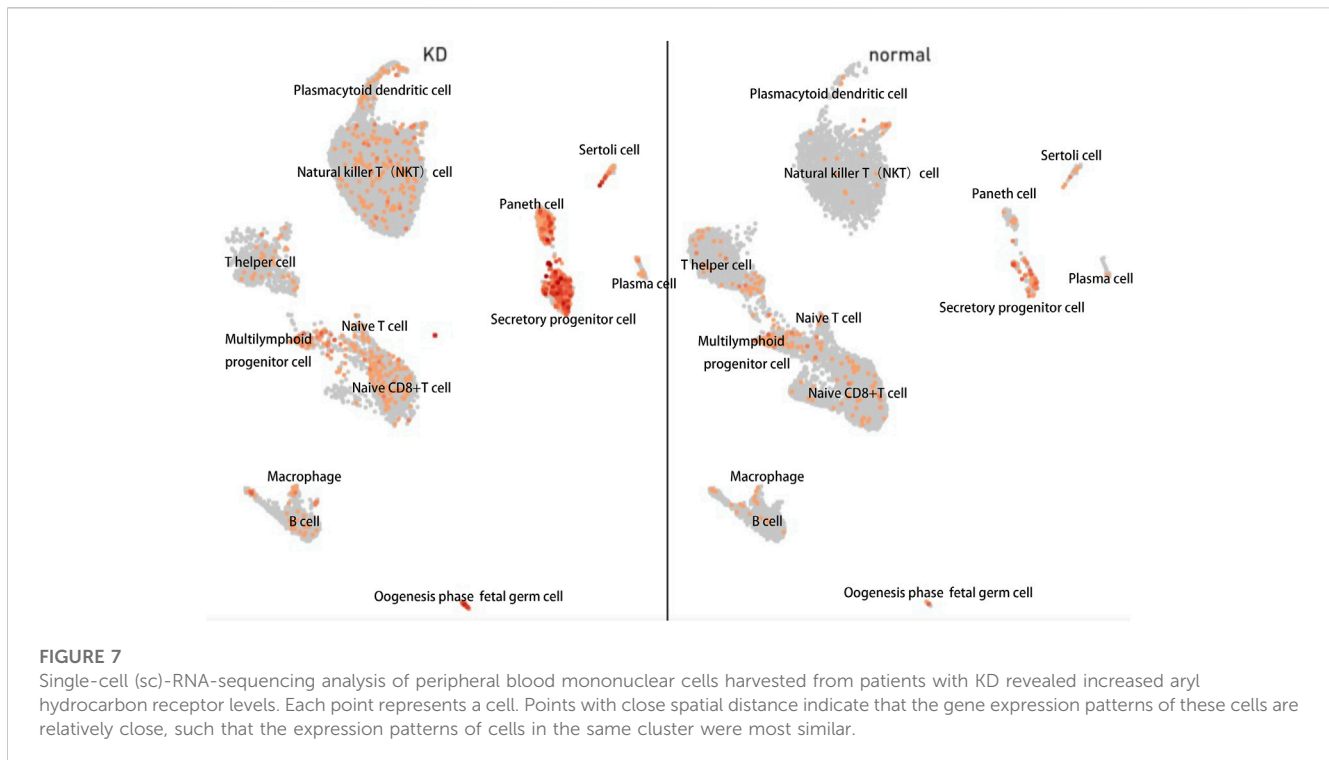 KD
Plasmacytoid dendritic cell
Natural killer T（NKT）cell
Sertoli cell
Paneth cell
T helper cell
Plasma cell
Secretory progenitor cell
Naive T cell
Multilymphoid
progenitor cell
Naive CD8+T cell
Macrophage
B cell
Oogenesis phase fetal germ cell
normal
Plasmacytoid dendritic cell
Natural killer T（NKT）cell
Sertoli cell
Paneth cell
T helper cell
Plasma cell
Secretory progenitor cell
Naive T cell
Multilymphoid
progenitor cell
Naive CD8+T cell
Macrophage
B cell
Oogenesis phase fetal germ cell
FIGURE 7
Single-cell (sc)-RNA-sequencing analysis of peripheral blood mononuclear cells harvested from patients with KD revealed increased aryl
hydrocarbon receptor levels. Each point represents a cell. Points with close spatial distance indicate that the gene expression patterns of these cells are
relatively close, such that the expression patterns of cells in the same cluster were most similar.